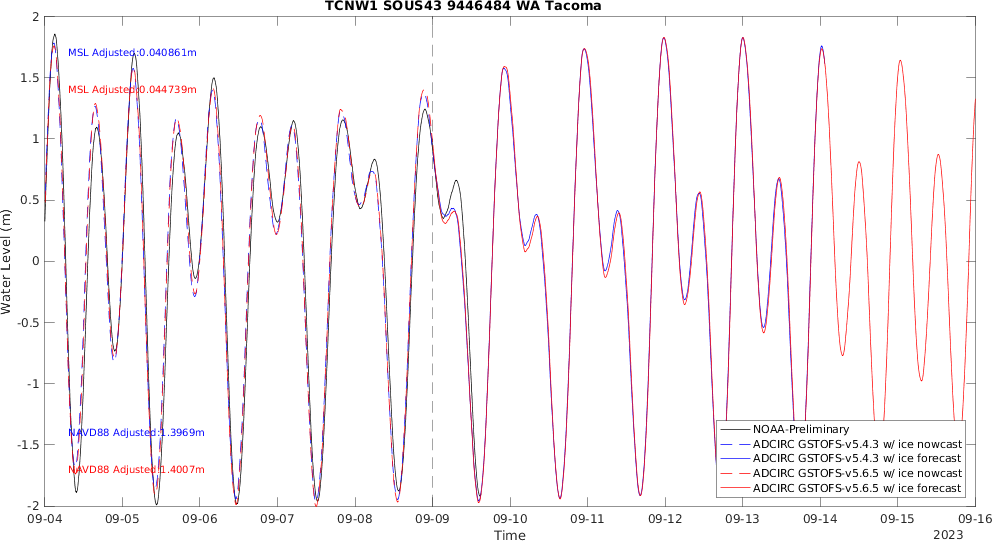 TCNW1 SOUS43 9446484 WA Tacoma
2
1.5
1
0.5
0
-0.5
-1
-1.5
-2
Water Level (m)
MSL Adjusted:0.040861m
MSL Adjusted:0.044739m
NAVD88 Adjusted:1.3969m
NAVD88 Adjusted:1.4007m
NOAA-Preliminary
ADCIRC GSTOFS-v5.4.3 w/ ice nowcast
ADCIRC GSTOFS-v5.4.3 w/ ice forecast
ADCIRC GSTOFS-v5.6.5 w/ ice nowcast
ADCIRC GSTOFS-v5.6.5 w/ ice forecast
09-04 09-05 09-06 09-07 09-08 09-09 09-10 09-11 09-12 09-13 09-14 09-15 09-16
Time
2023